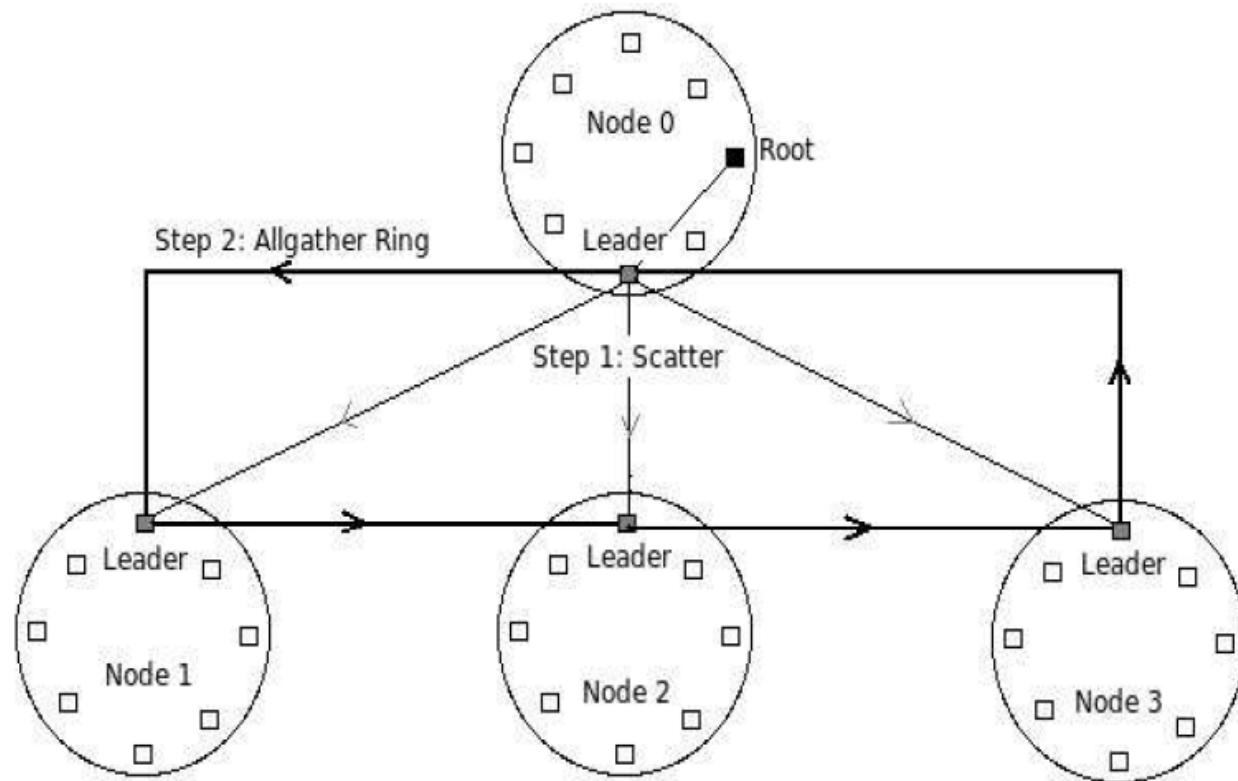 Node 0
Root
Leader
Step 2: Allgather Ring
Step 1: Scatter
Leader
Node 1
Leader
Node 2
Leader
Node 3